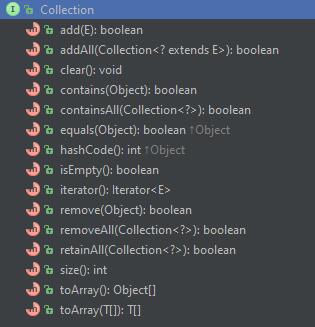 I Collection
m add(E): boolean
m addAll(Collection<? extends E>): boolean
m clear(): void
m contains(Object): boolean
m containsAll(Collection<?>): boolean
m equals(Object): boolean ↑Object
m hashCode(): int ↑Object
m isEmpty(): boolean
m iterator(): Iterator<E>
m remove(Object): boolean
m removeAll(Collection<?>): boolean
m retainAll(Collection<?>): boolean
m size(): int
m toArray(): Object[]
m toArray(T[]): T[]